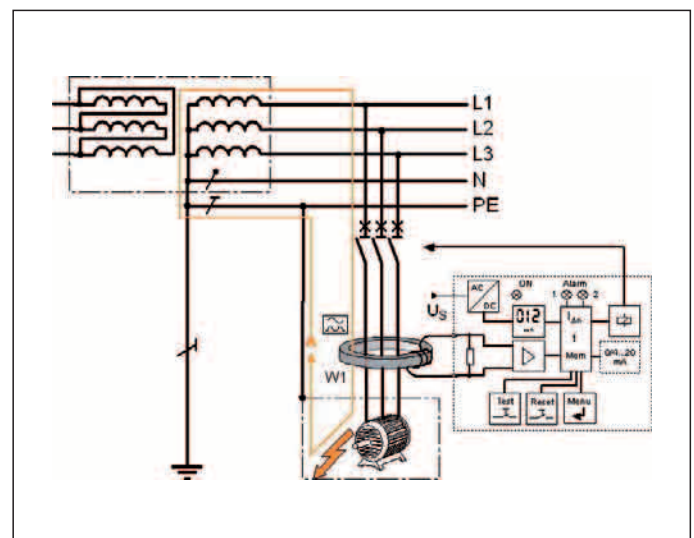 L1
L2
L3
N
PE
AC
DC
ON
Alarm
1
2
US
012
mA
IΔn
t
Mem
0/4...20
mA
W1
Test
Reset
Menu